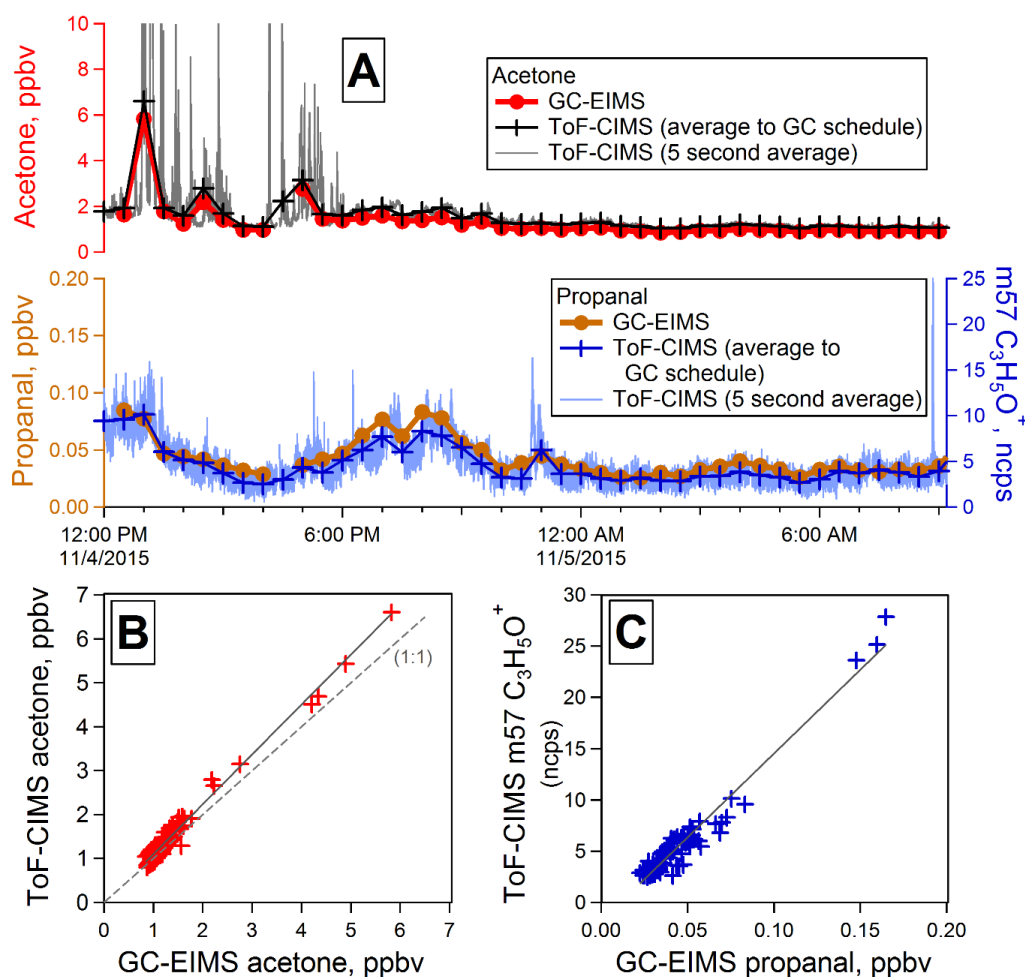 A
Acetone, ppbv
10
8
6
4
2
0
Acetone
GC-EIMS
ToF-CIMS (average to GC schedule)
ToF-CIMS (5 second average)
Propanal, ppbv
0.20
0.15
0.10
0.05
0.00
Propanal
GC-EIMS
ToF-CIMS (average to
GC schedule)
ToF-CIMS (5 second average)
25
20
15
10
5
0
m57 C₃H₅O⁺, ncps
12:00 PM
11/4/2015
6:00 PM
12:00 AM
11/5/2015
6:00 AM
B
ToF-CIMS acetone, ppbv
7
6
5
4
3
2
1
0
(1:1)
0 1 2 3 4 5 6 7
GC-EIMS acetone, ppbv
C
ToF-CIMS m57 C₃H₅O⁺
(ncps)
30
25
20
15
10
5
0
0.00 0.05 0.10 0.15 0.20
GC-EIMS propanal, ppbv